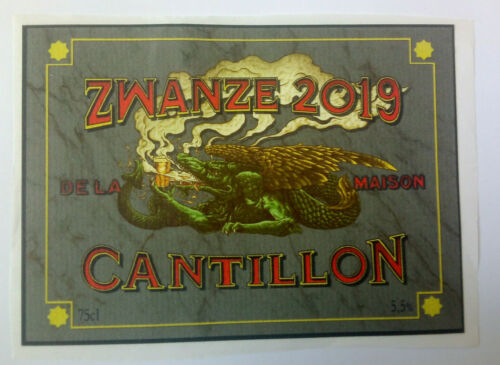 ZWANZE 2019
DE LA MAISON
CANTILLON
75cl 5,5%